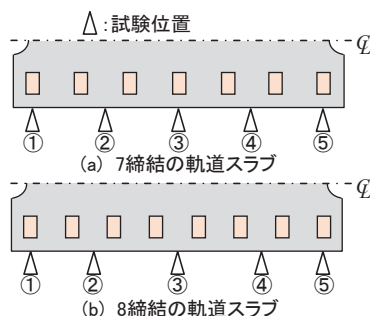 △:試験位置
℄
① ② ③ ④ ⑤
(a) 7締結の軌道スラブ
℄
① ② ③ ④ ⑤
(b) 8締結の軌道スラブ